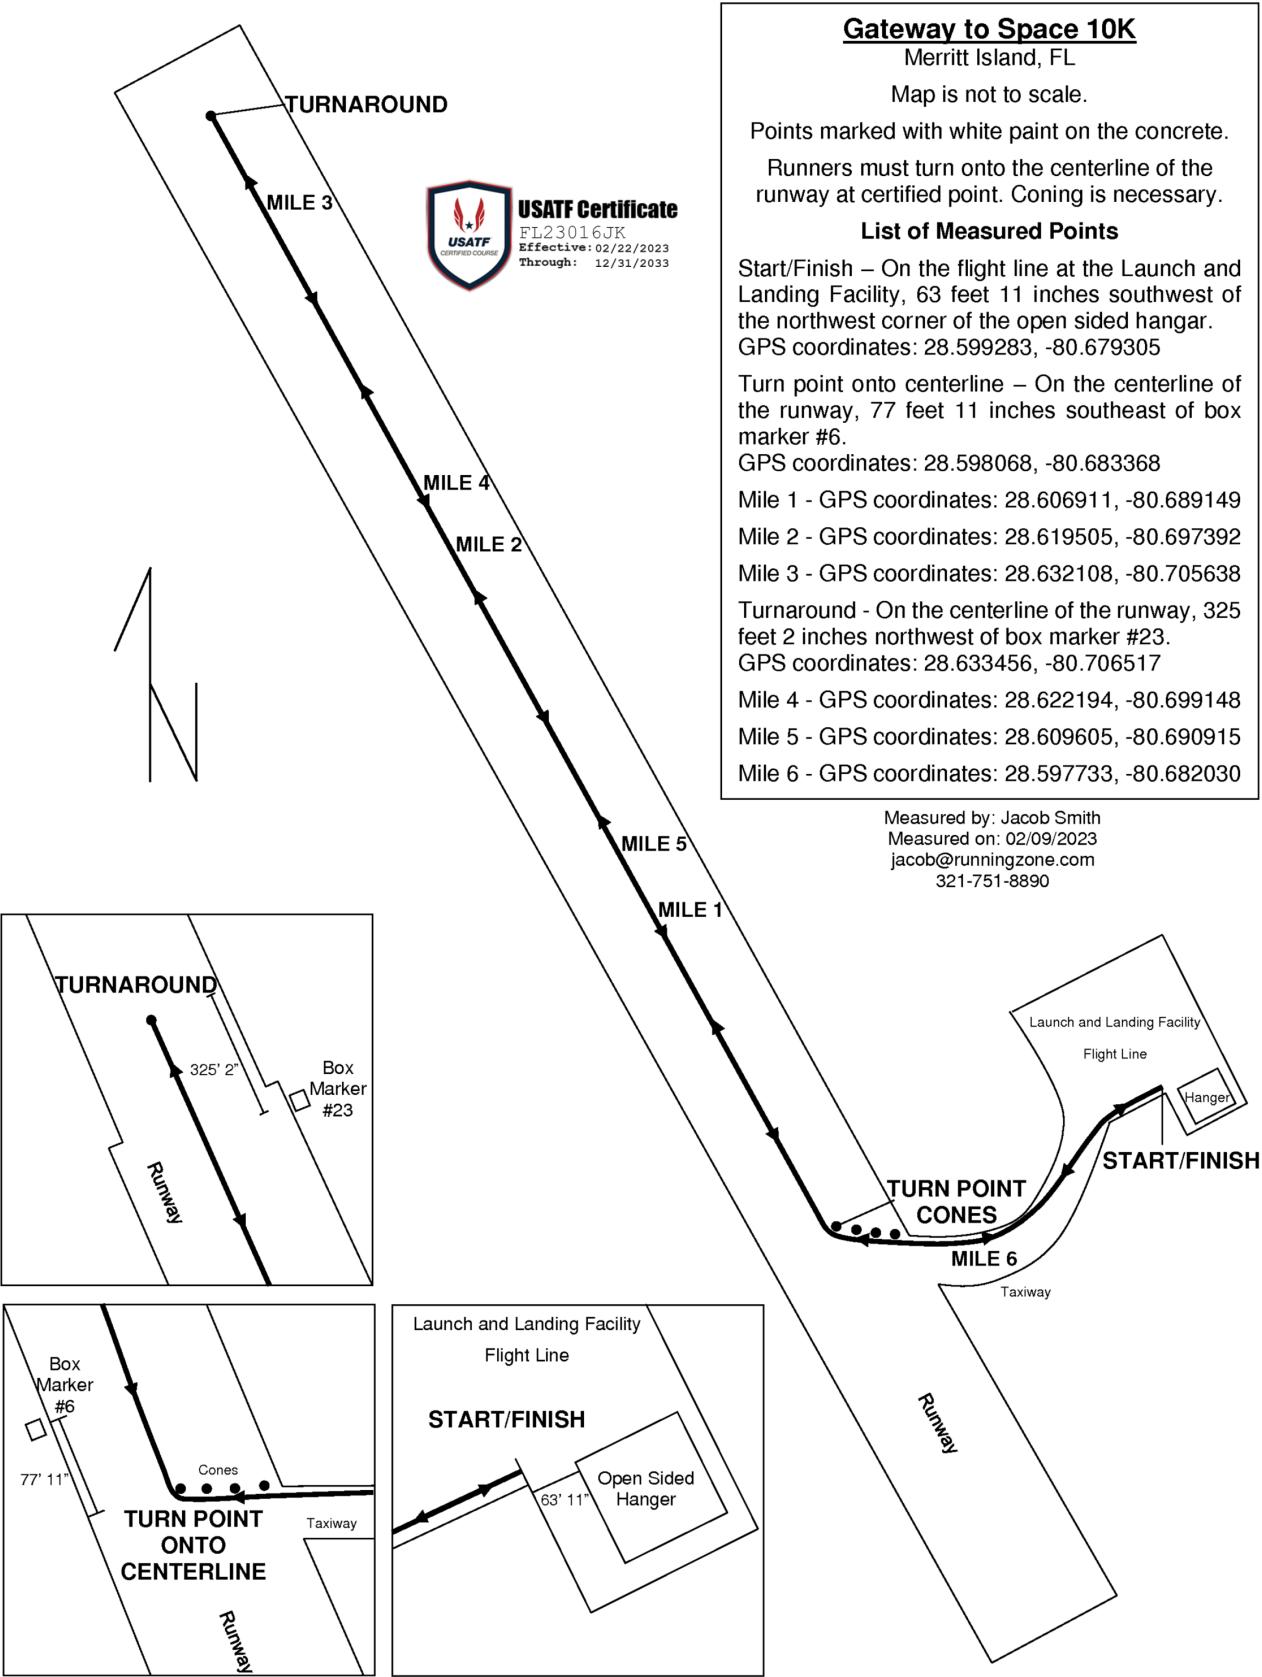 Gateway to Space 10K
Merritt Island, FL
Map is not to scale.
Points marked with white paint on the concrete.
Runners must turn onto the centerline of the
runway at certified point. Coning is necessary.
List of Measured Points
Start/Finish – On the flight line at the Launch and
Landing Facility, 63 feet 11 inches southwest of
the northwest corner of the open sided hangar.
GPS coordinates: 28.599283, -80.679305
Turn point onto centerline – On the centerline of
the runway, 77 feet 11 inches southeast of box
marker #6.
GPS coordinates: 28.598068, -80.683368
Mile 1 - GPS coordinates: 28.606911, -80.689149
Mile 2 - GPS coordinates: 28.619505, -80.697392
Mile 3 - GPS coordinates: 28.632108, -80.705638
Turnaround - On the centerline of the runway, 325
feet 2 inches northwest of box marker #23.
GPS coordinates: 28.633456, -80.706517
Mile 4 - GPS coordinates: 28.622194, -80.699148
Mile 5 - GPS coordinates: 28.609605, -80.690915
Mile 6 - GPS coordinates: 28.597733, -80.682030
Measured by: Jacob Smith
Measured on: 02/09/2023
jacob@runningzone.com
321-751-8890
TURNAROUND
MILE 3
USATF
CERTIFIED COURSE
USATF Certificate
FL23016JK
Effective: 02/22/2023
Through: 12/31/2033
MILE 4
MILE 2
N
MILE 5
MILE 1
Launch and Landing Facility
Flight Line
Hanger
START/FINISH
TURN POINT
CONES
MILE 6
Taxiway
Runway
TURNAROUND
325' 2"
Box
Marker
#23
Runway
Box
Marker
#6
77' 11"
Cones
TURN POINT
ONTO
CENTERLINE
Taxiway
Runway
Launch and Landing Facility
Flight Line
START/FINISH
63' 11"
Open Sided
Hanger